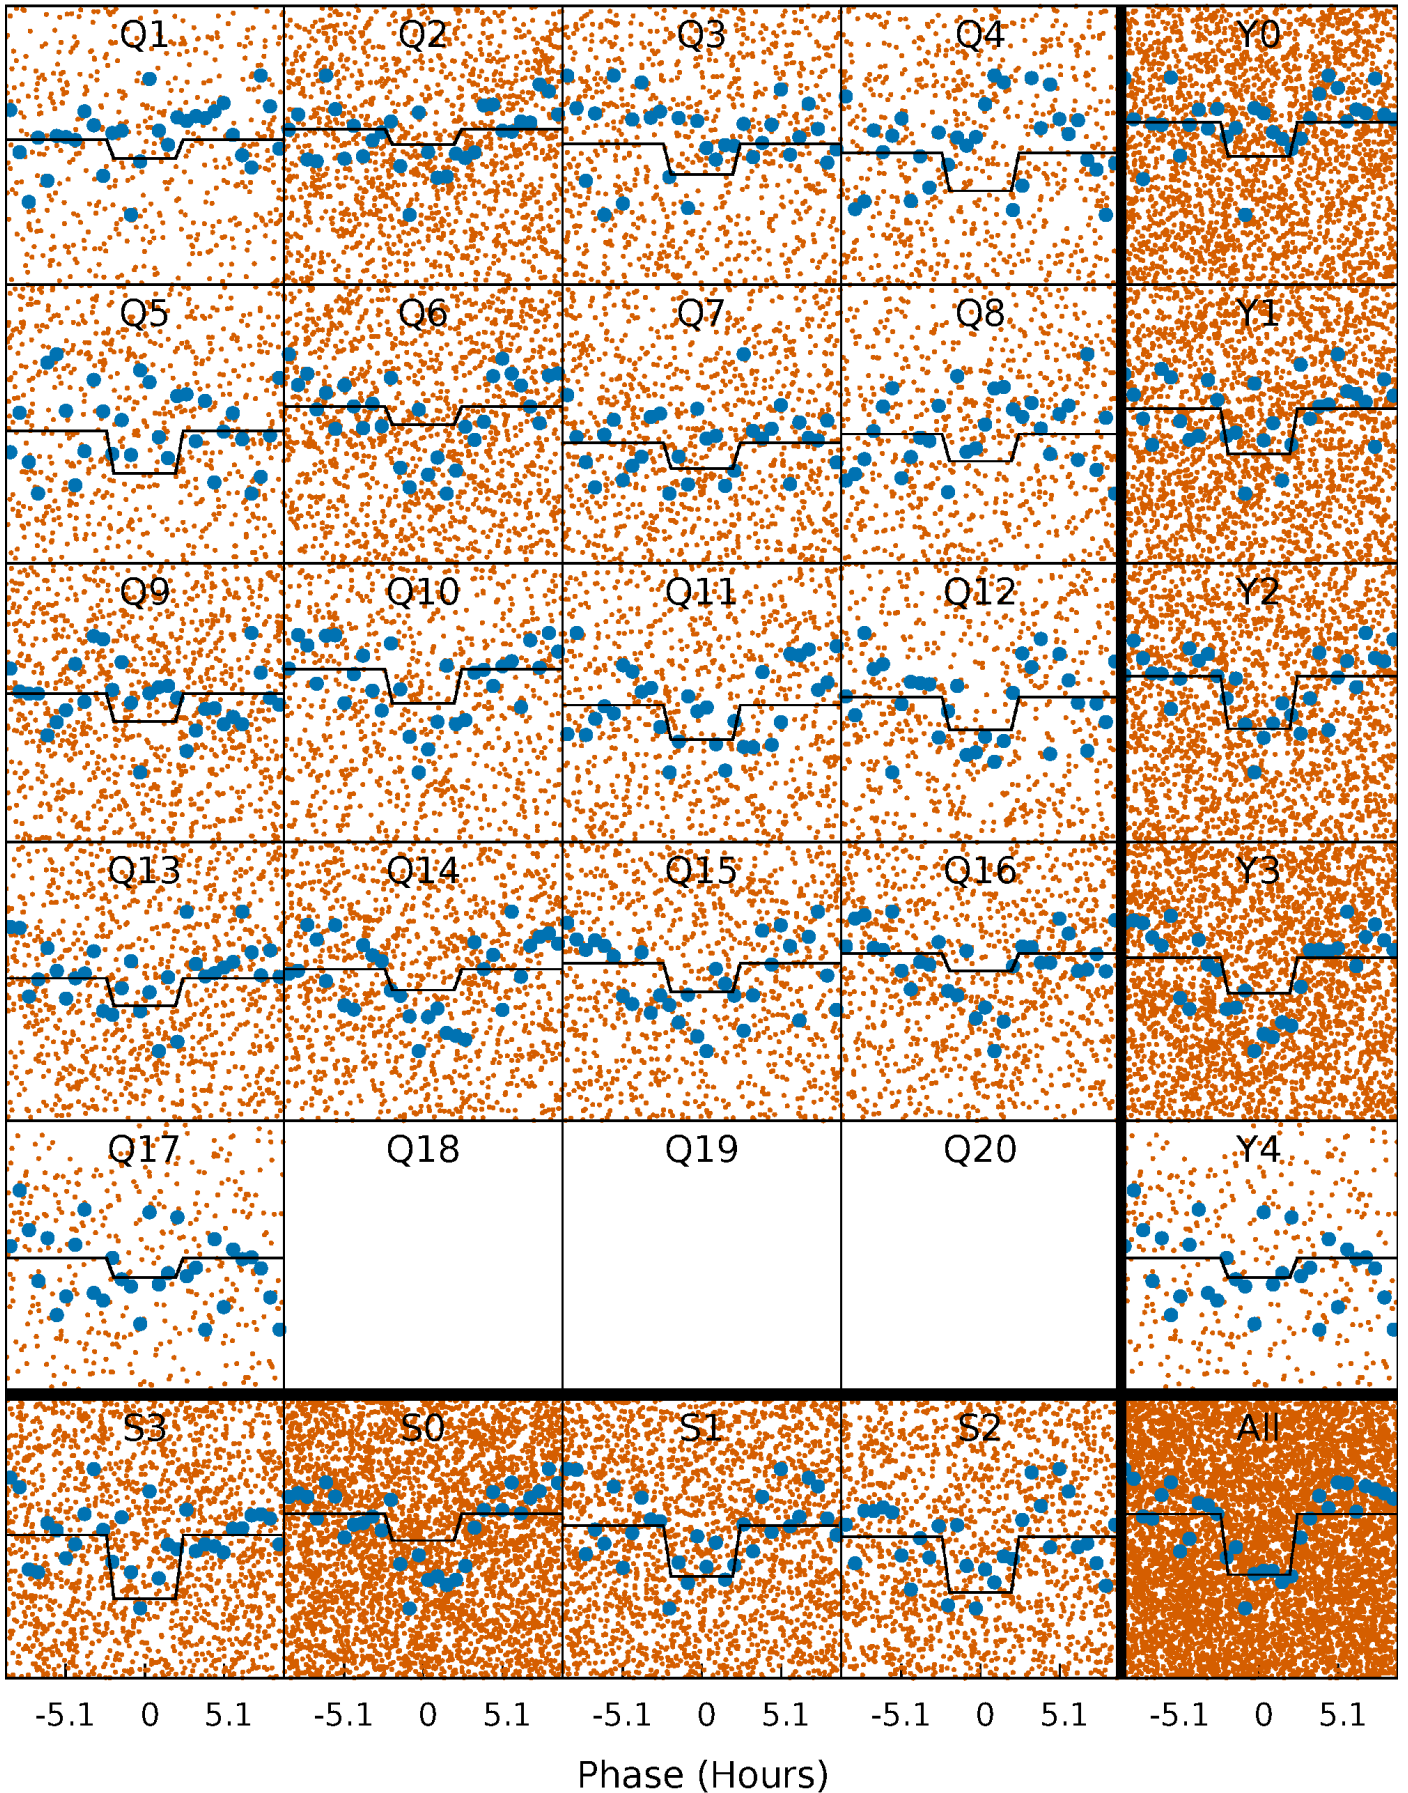 Q1 Q2 Q3 Q4 Y0
Q5 Q6 Q7 Q8 Y1
Q9 Q10 Q11 Q12 Y2
Q13 Q14 Q15 Q16 Y3
Q17 Q18 Q19 Q20 Y4
S3 S0 S1 S2 All
-5.1 0 5.1 -5.1 0 5.1 -5.1 0 5.1 -5.1 0 5.1 -5.1 0 5.1
Phase (Hours)